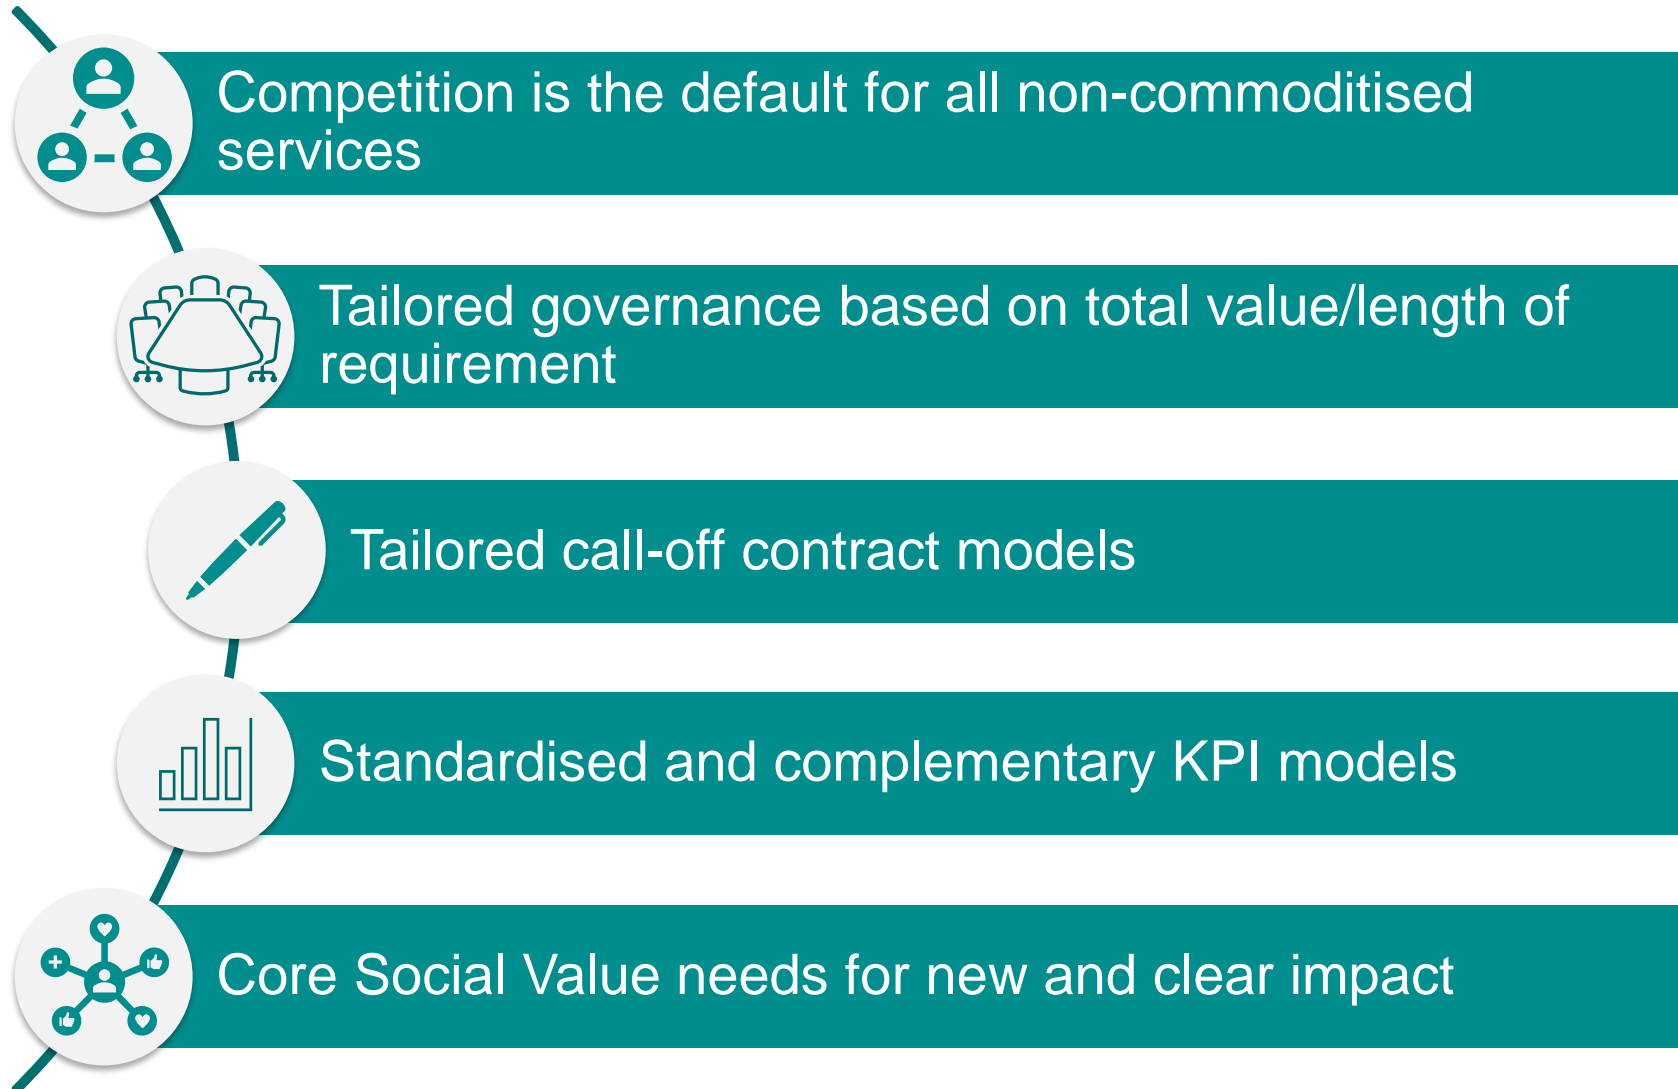 Competition is the default for all non-commoditised
services
Tailored governance based on total value/length of
requirement
Tailored call-off contract models
Standardised and complementary KPI models
Core Social Value needs for new and clear impact